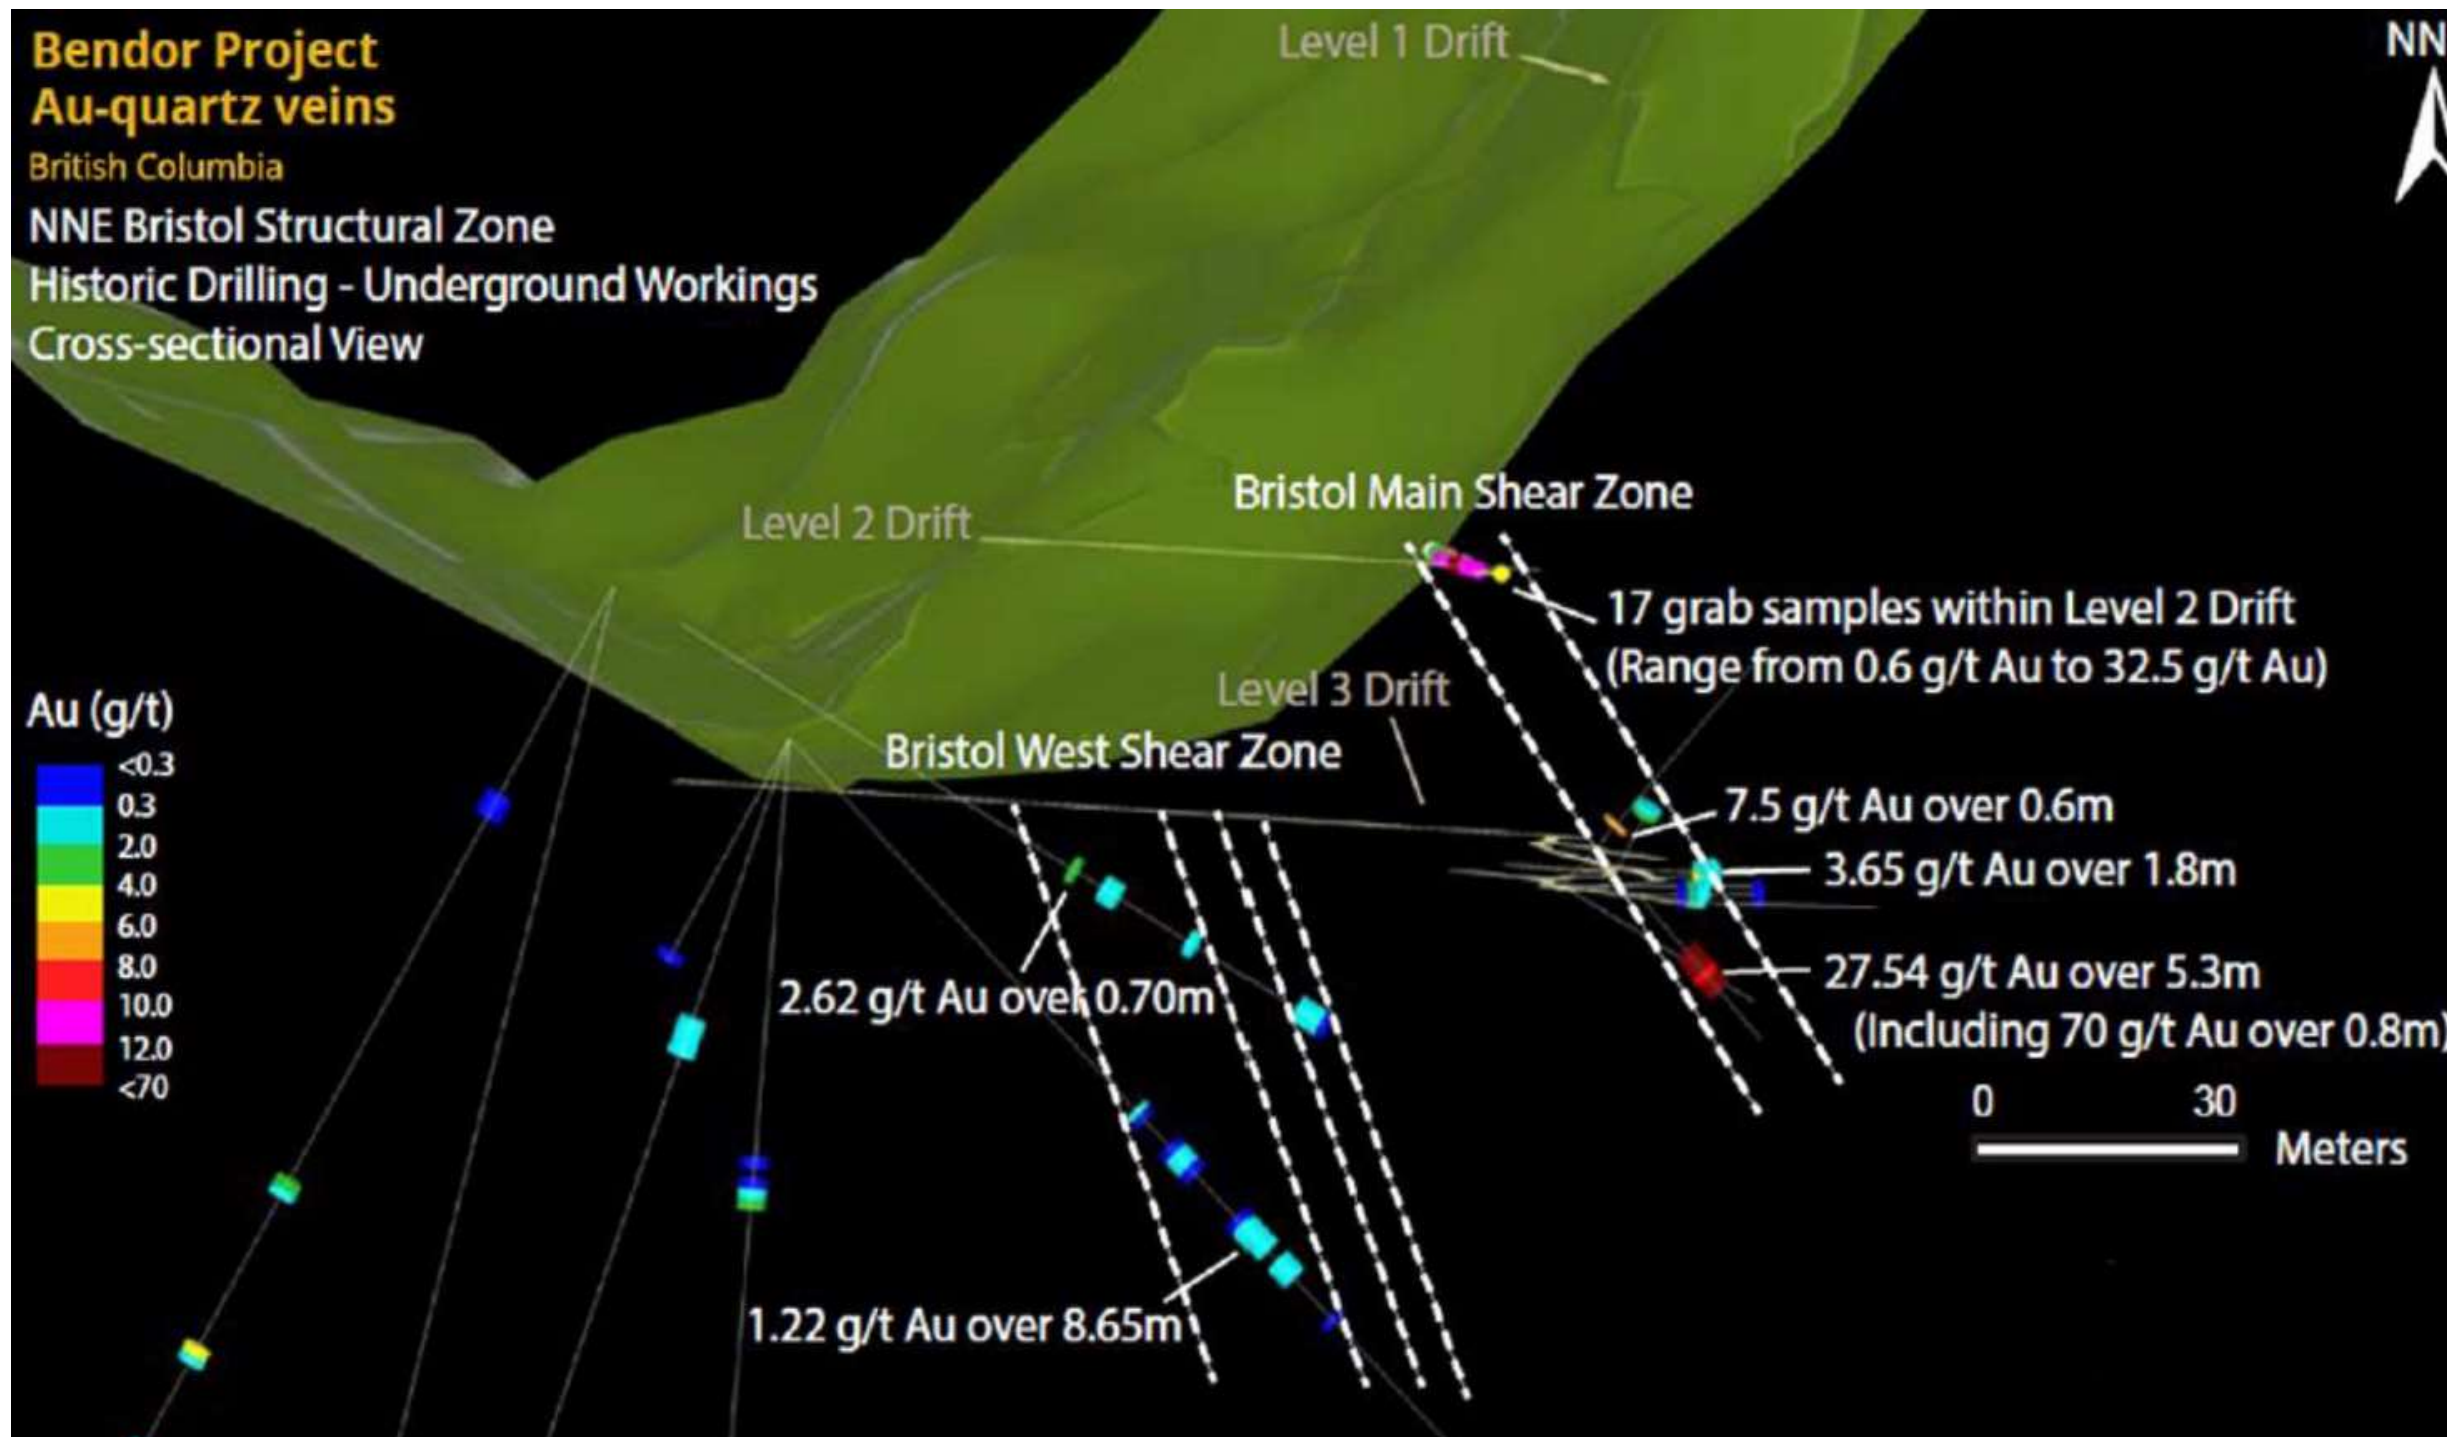 Bendor Project
Au-quartz veins
British Columbia
NNE Bristol Structural Zone
Historic Drilling - Underground Workings
Cross-sectional View
Level 1 Drift
NN
Bristol Main Shear Zone
Level 2 Drift
17 grab samples within Level 2 Drift
(Range from 0.6 g/t Au to 32.5 g/t Au)
Level 3 Drift
Bristol West Shear Zone
7.5 g/t Au over 0.6m
3.65 g/t Au over 1.8m
27.54 g/t Au over 5.3m
(Including 70 g/t Au over 0.8m)
2.62 g/t Au over 0.70m
1.22 g/t Au over 8.65m
Au (g/t)
<0.3
0.3
2.0
4.0
6.0
8.0
10.0
12.0
<70
0 30
Meters